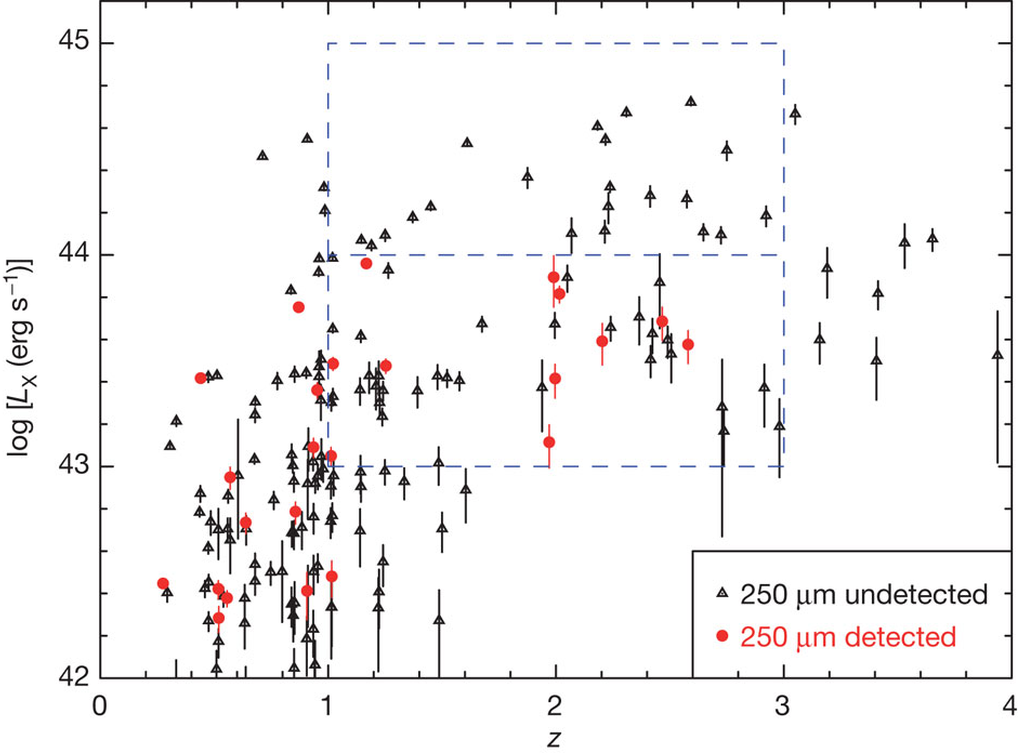 45
44
43
42
log [Lₓ (erg s⁻¹)]
0 1 2 3 4
z
250 μm undetected
250 μm detected